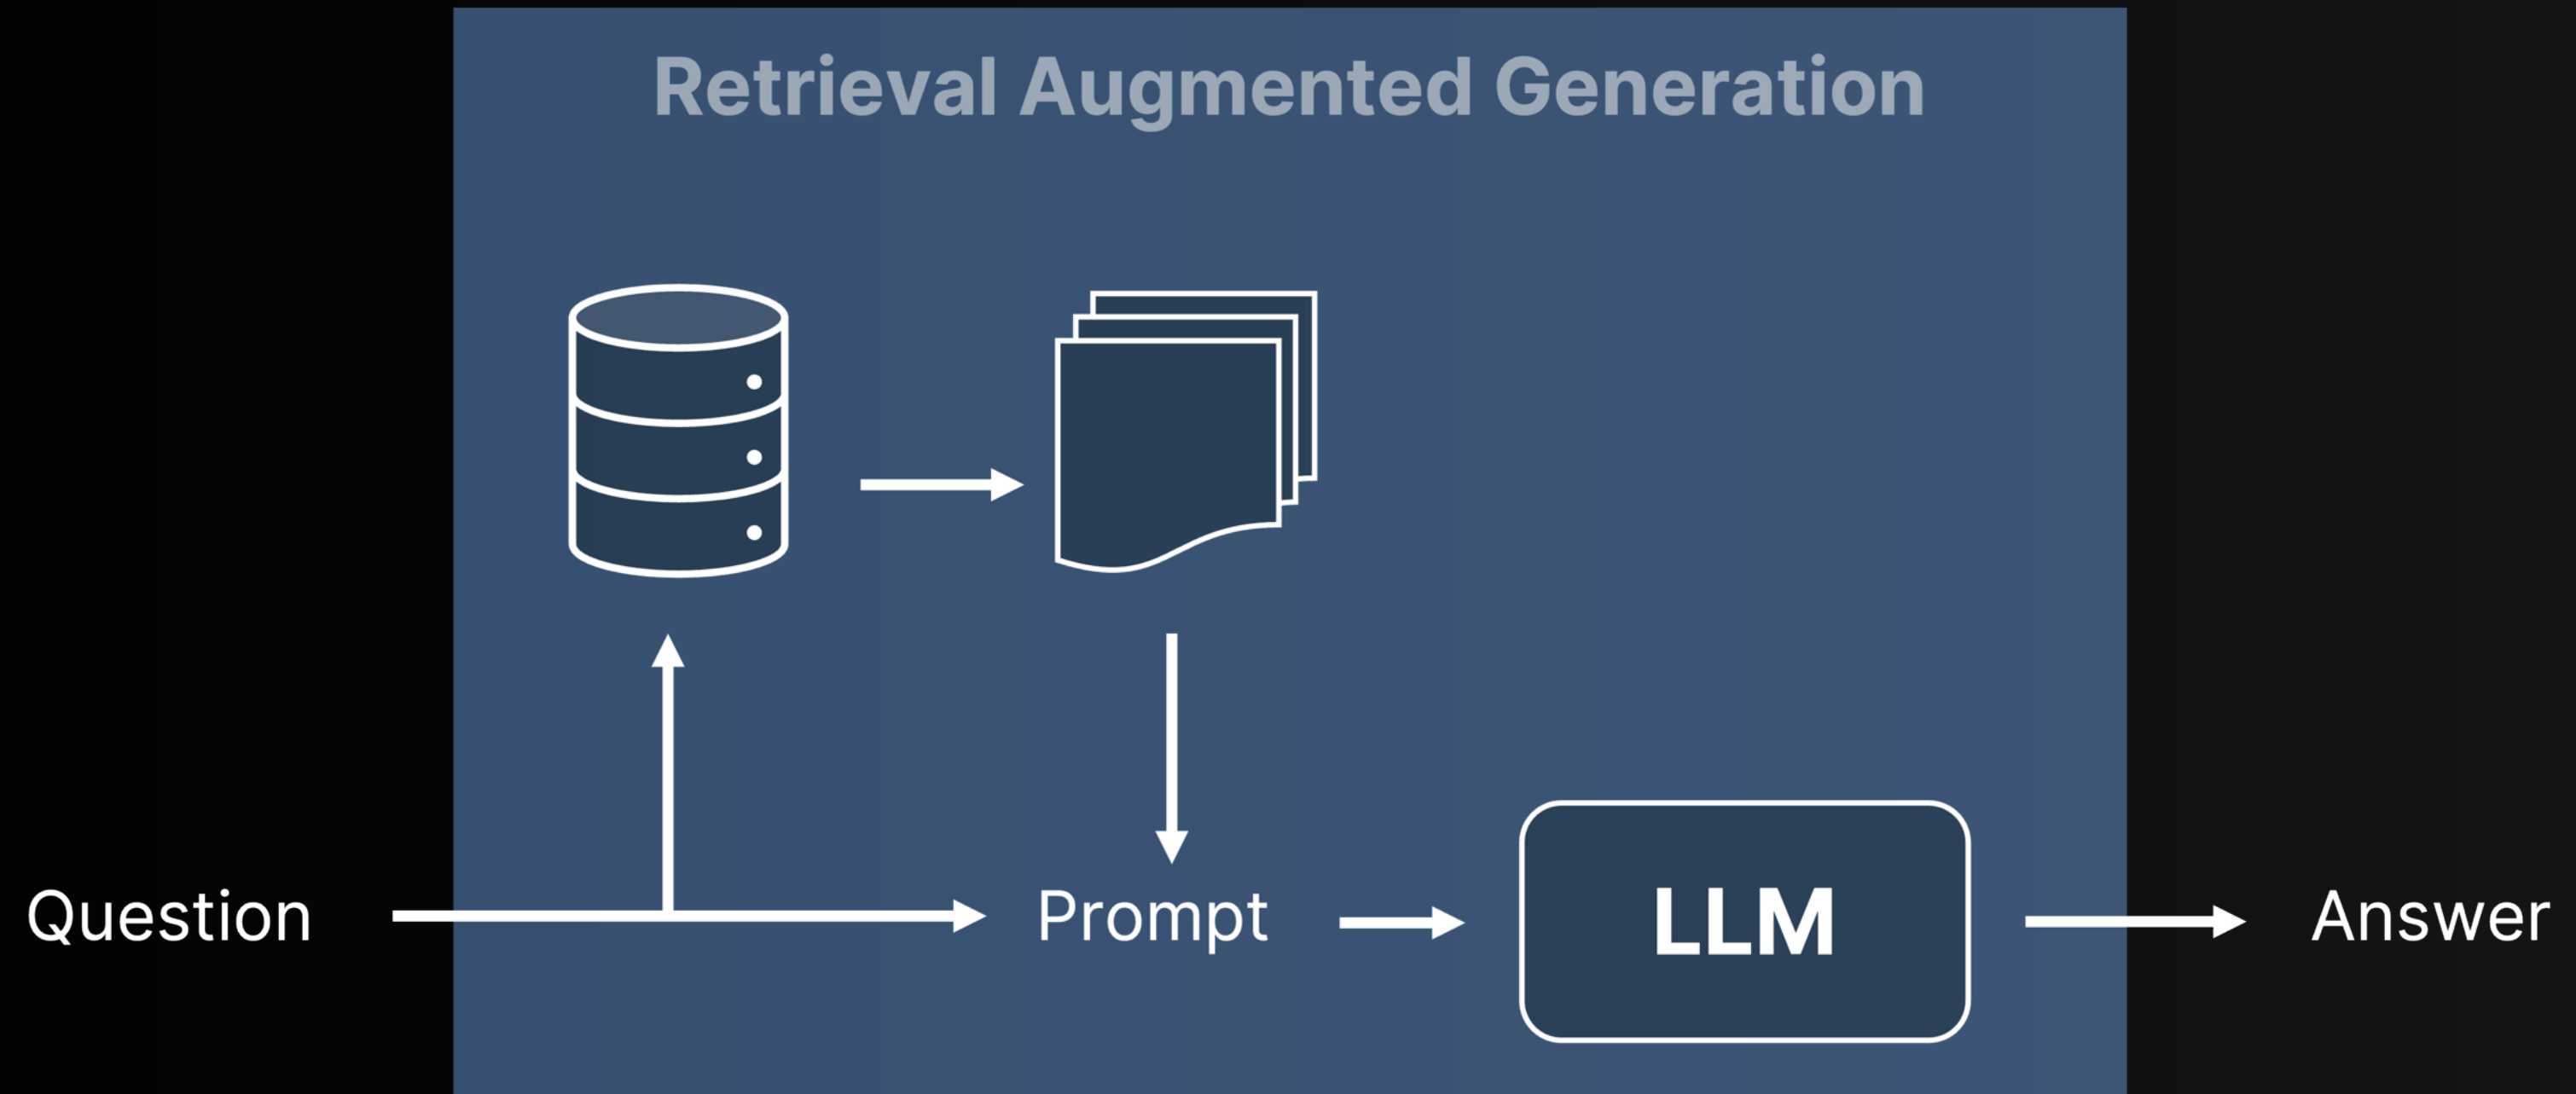 Retrieval Augmented Generation
Question
Prompt
LLM
Answer